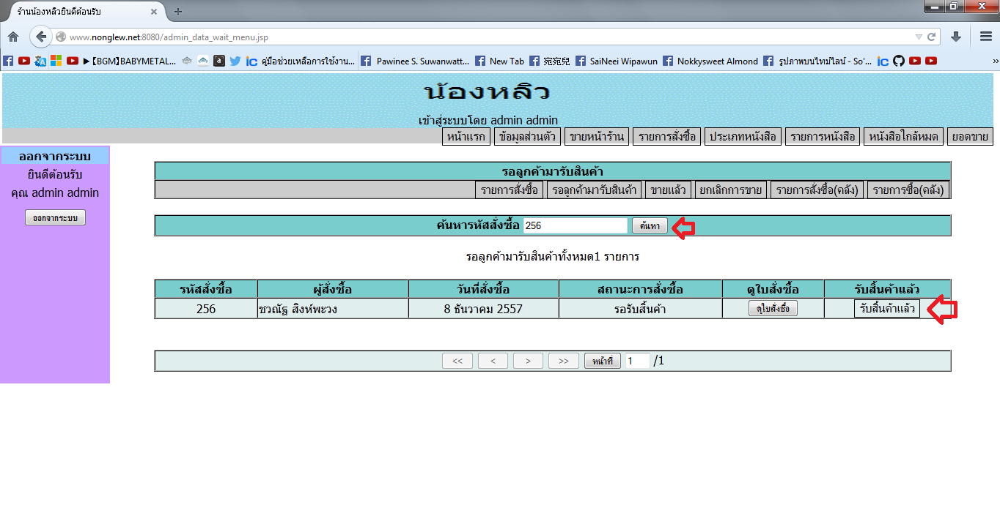 ร้านน้องหลิวยินดีต้อนรับ
www.nonglew.net:8080/admin_data_wait_menu.jsp
►【BGM】BABYMETAL... a ic คู่มือช่วยเหลือการใช้งาน... Pawinee S. Suwanwatt... New Tab 宛宛兒 SaiNeei Wipawun Nokkysweet Almond รูปภาพบนไทม์ไลน์ - So'... ic »
น้องหลิว
เข้าสู่ระบบโดย admin admin
หน้าแรก ข้อมูลส่วนตัว ขายหน้าร้าน รายการสั่งซื้อ ประเภทหนังสือ รายการหนังสือ หนังสือใกล้หมด ยอดขาย
ออกจากระบบ
ยินดีต้อนรับ
คุณ admin admin
ออกจากระบบ
รอลูกค้ามารับสินค้า
รายการสั่งซื้อ รอลูกค้ามารับสินค้า ขายแล้ว ยกเลิกการขาย รายการสั่งซื้อ(คลัง) รายการซื้อ(คลัง)
ค้นหารหัสสั่งซื้อ 256 ค้นหา
รอลูกค้ามารับสินค้าทั้งหมด1 รายการ
รหัสสั่งซื้อ ผู้สั่งซื้อ วันที่สั่งซื้อ สถานะการสั่งซื้อ ดูใบสั่งซื้อ รับสิ้นค้าแล้ว
256 ชวณัฐ สิงห์พะวง 8 ธันวาคม 2557 รอรับสิ้นค้า ดูใบสั่งซื้อ รับสิ้นค้าแล้ว
<< < > >> หน้าที่ 1 /1